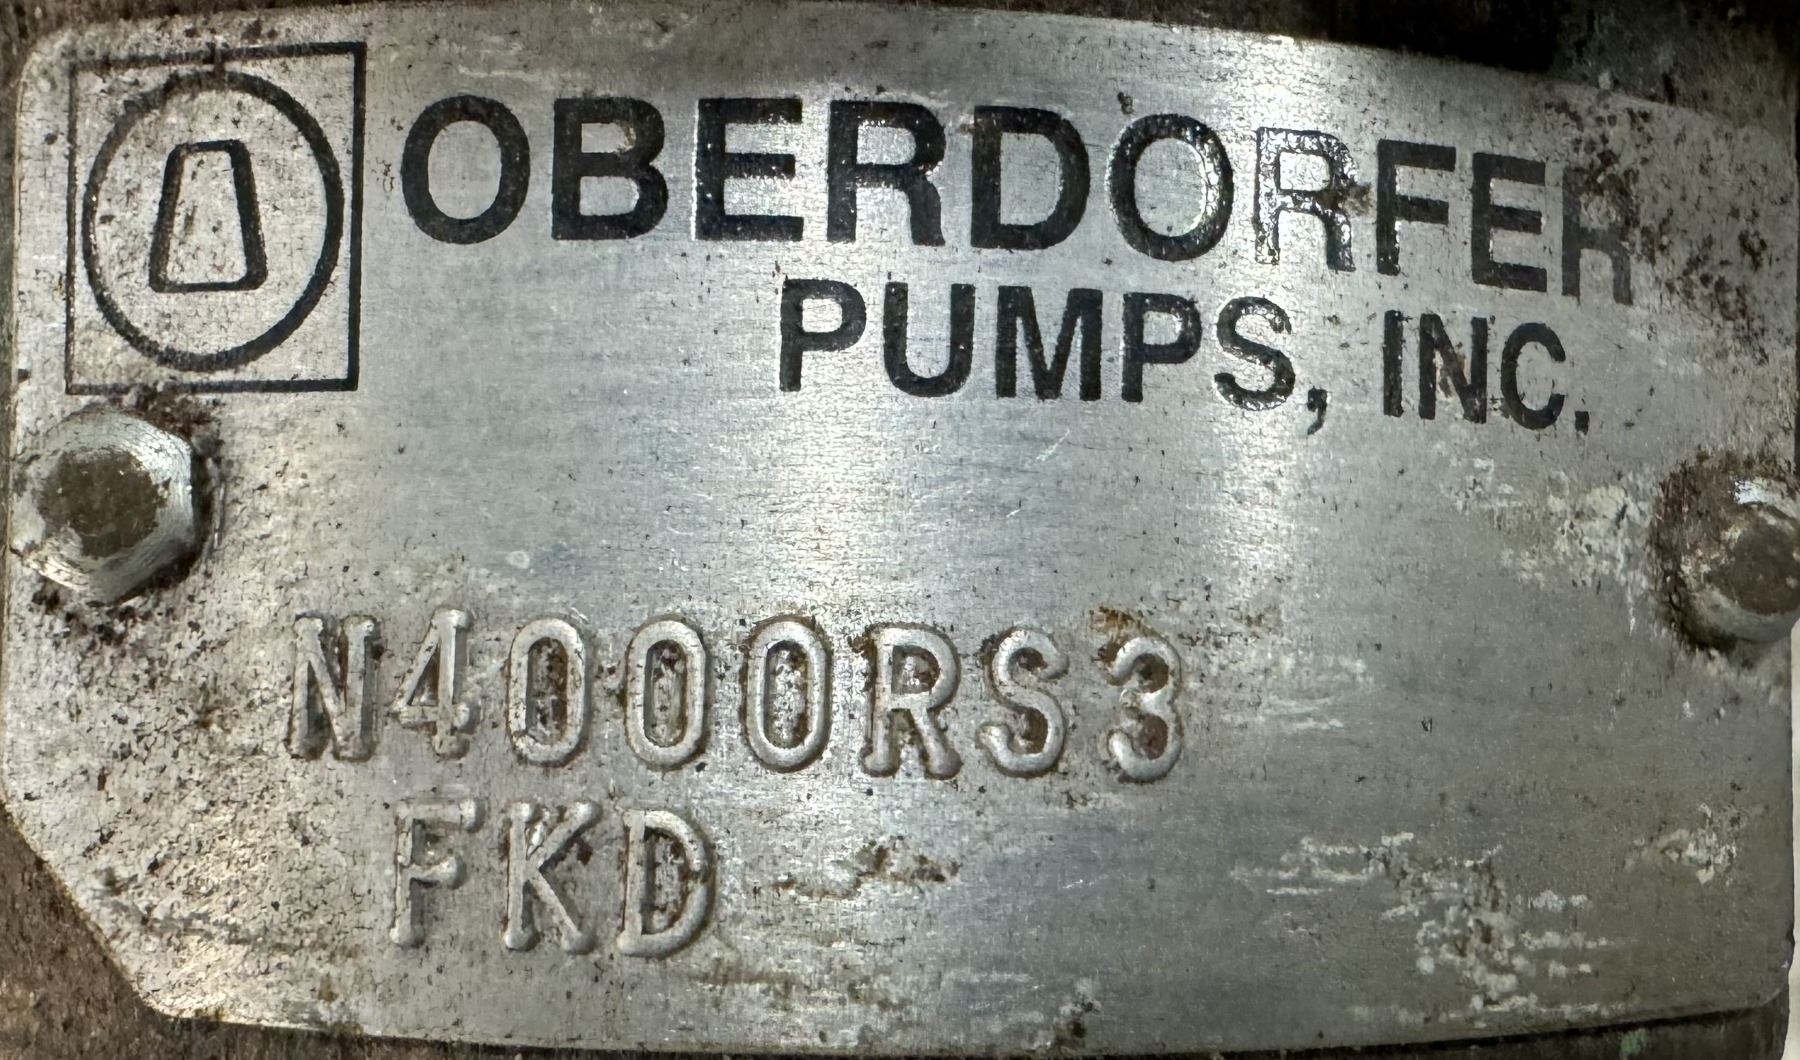 OBERDORFER
PUMPS, INC.
N4000RS3
FKD